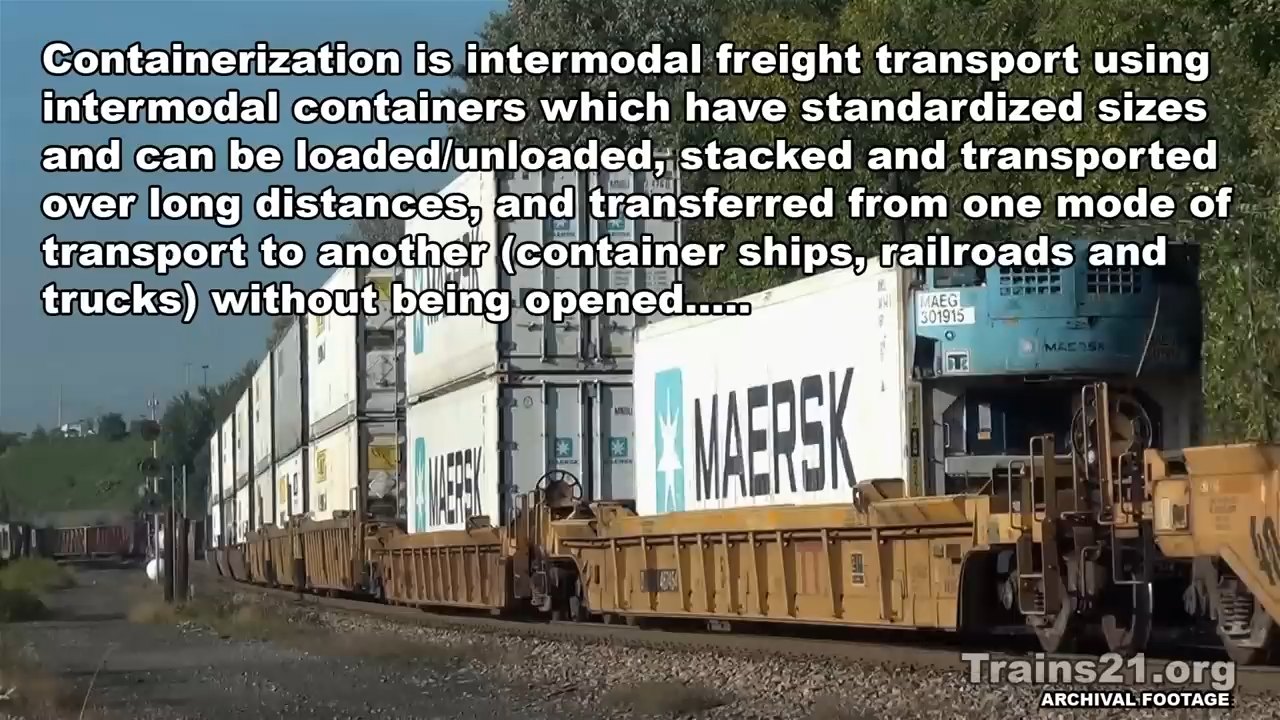 Containerization is intermodal freight transport using
intermodal containers which have standardized sizes
and can be loaded/unloaded, stacked and transported
over long distances, and transferred from one mode of
transport to another (container ships, railroads and
trucks) without being opened.....
MAEG
301915
MAERSK
MAERSK
MAERSK
Trains21.org
ARCHIVAL FOOTAGE